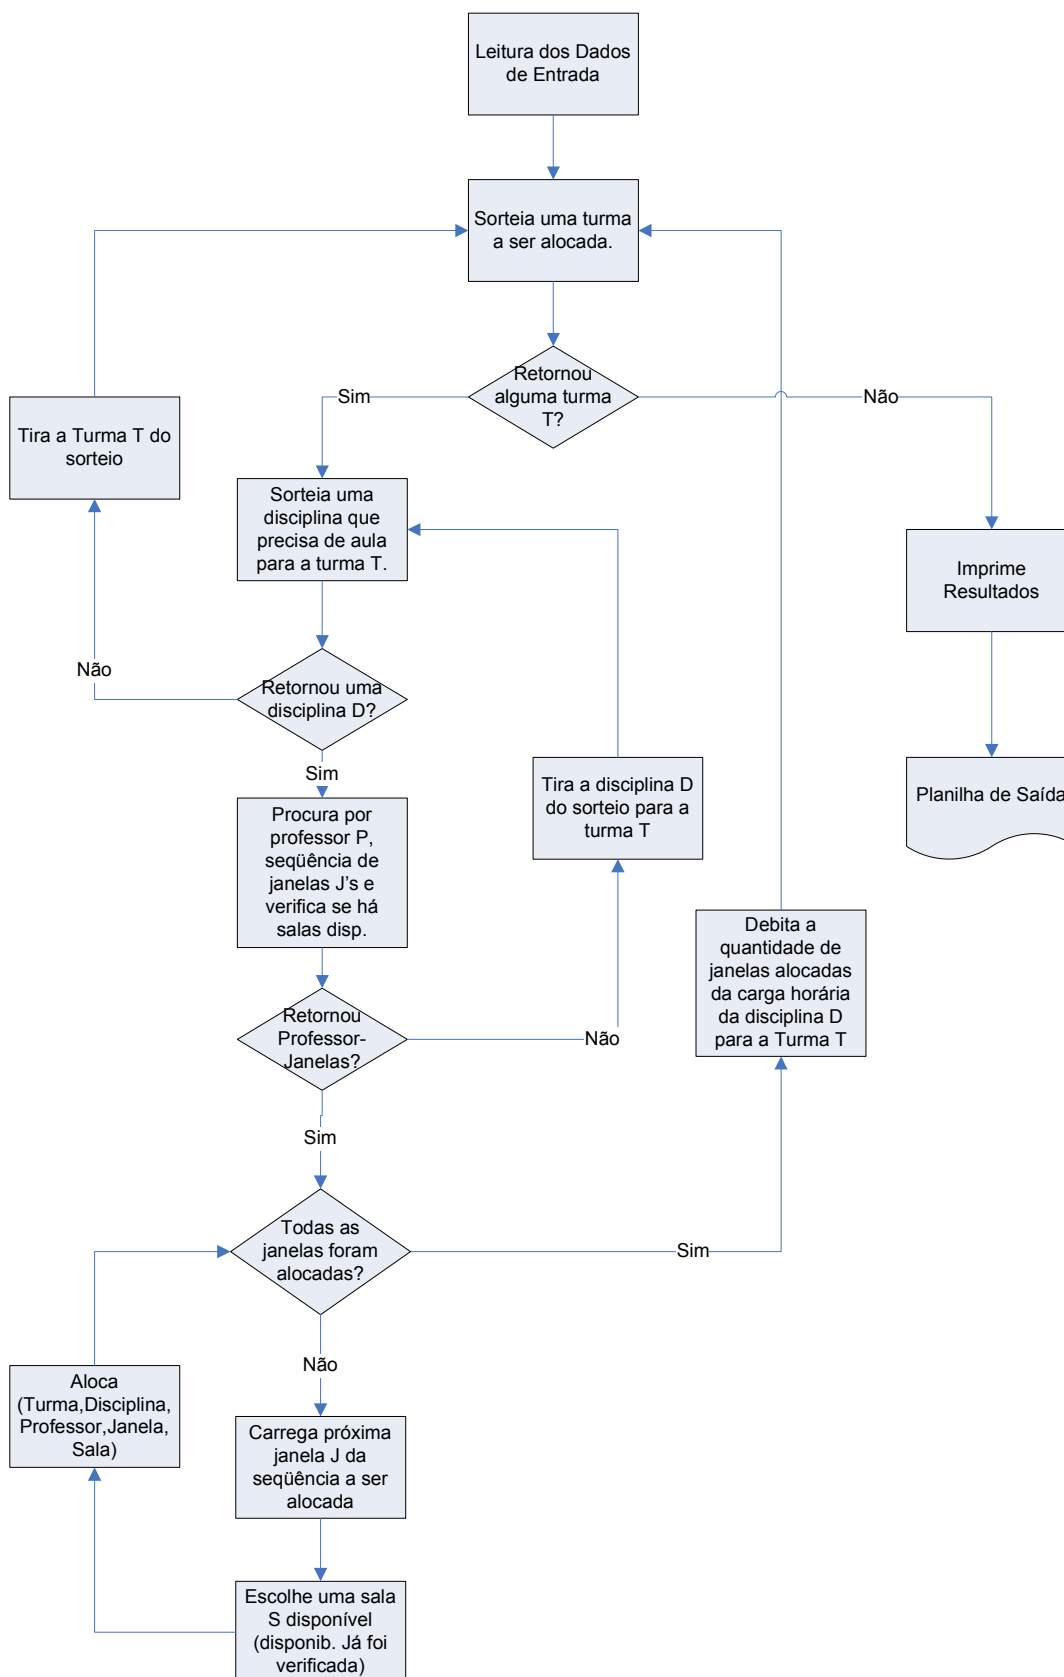 Leitura dos Dados
de Entrada
Sorteia uma turma
a ser alocada.
Retornou
alguma turma
T?
Sim
Não
Tira a Turma T do
sorteio
Sorteia uma
disciplina que
precisa de aula
para a turma T.
Imprime
Resultados
Não
Retornou uma
disciplina D?
Sim
Tira a disciplina D
do sorteio para a
turma T
Planilha de Saída
Procura por
professor P,
seqüência de
janelas J's e
verifica se há
salas disp.
Debita a
quantidade de
janelas alocadas
da carga horária
da disciplina D
para a Turma T
Retornou
Professor-
Janelas?
Não
Sim
Todas as
janelas foram
alocadas?
Sim
Não
Aloca
(Turma,Disciplina,
Professor,Janela,
Sala)
Carrega próxima
janela J da
seqüência a ser
alocada
Escolhe uma sala
S disponível
(disponib. Já foi
verificada)